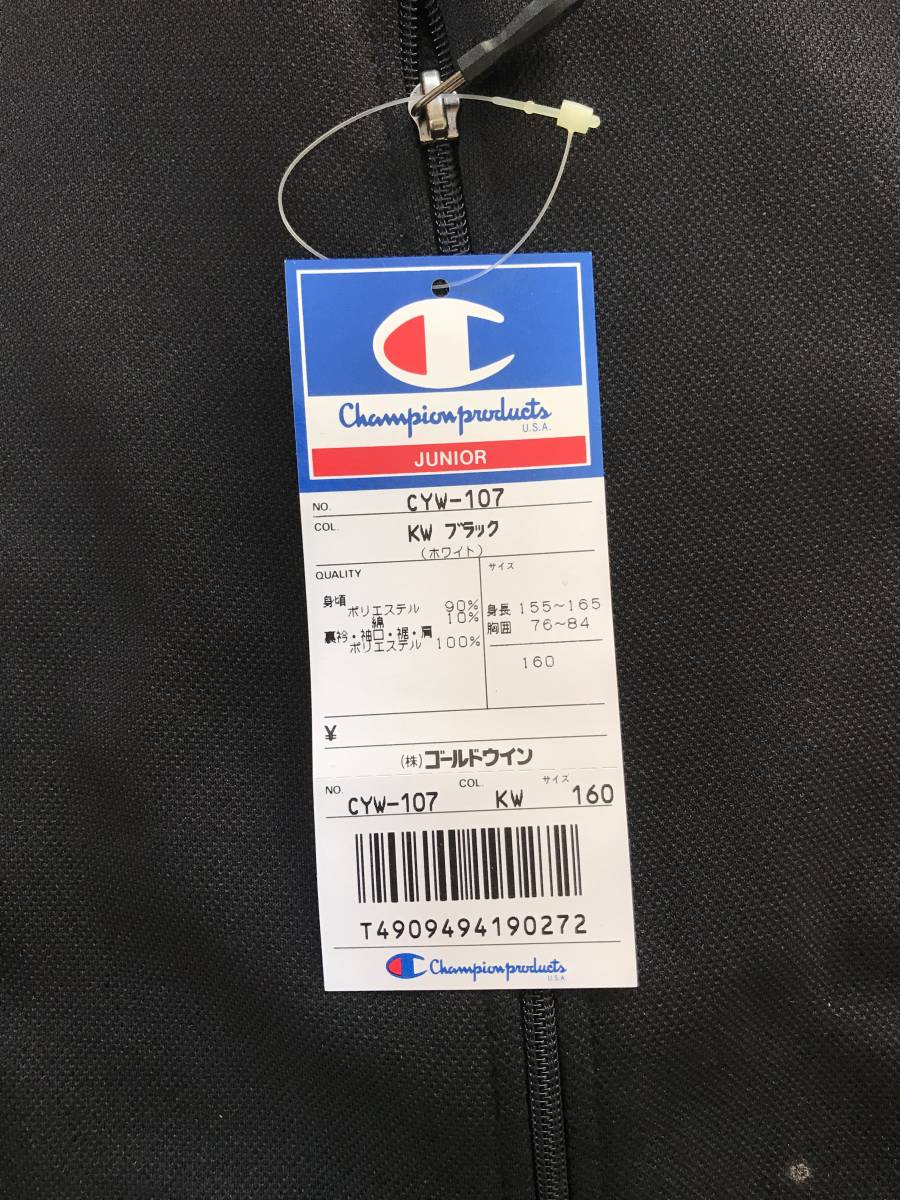 Champion products
U.S.A.
JUNIOR
NO. CYW-107
COL. KW ブラック
(ホワイト)
QUALITY
身頃
ポリエステル 90%
綿 10%
裏衿・袖口・裾・肩
ポリエステル 100%
サイズ
身長 155~165
胸囲 76~84
160
¥
(株)ゴールドウイン
NO. CYW-107 COL. KW サイズ 160
T4909494190272
Champion products
U.S.A.